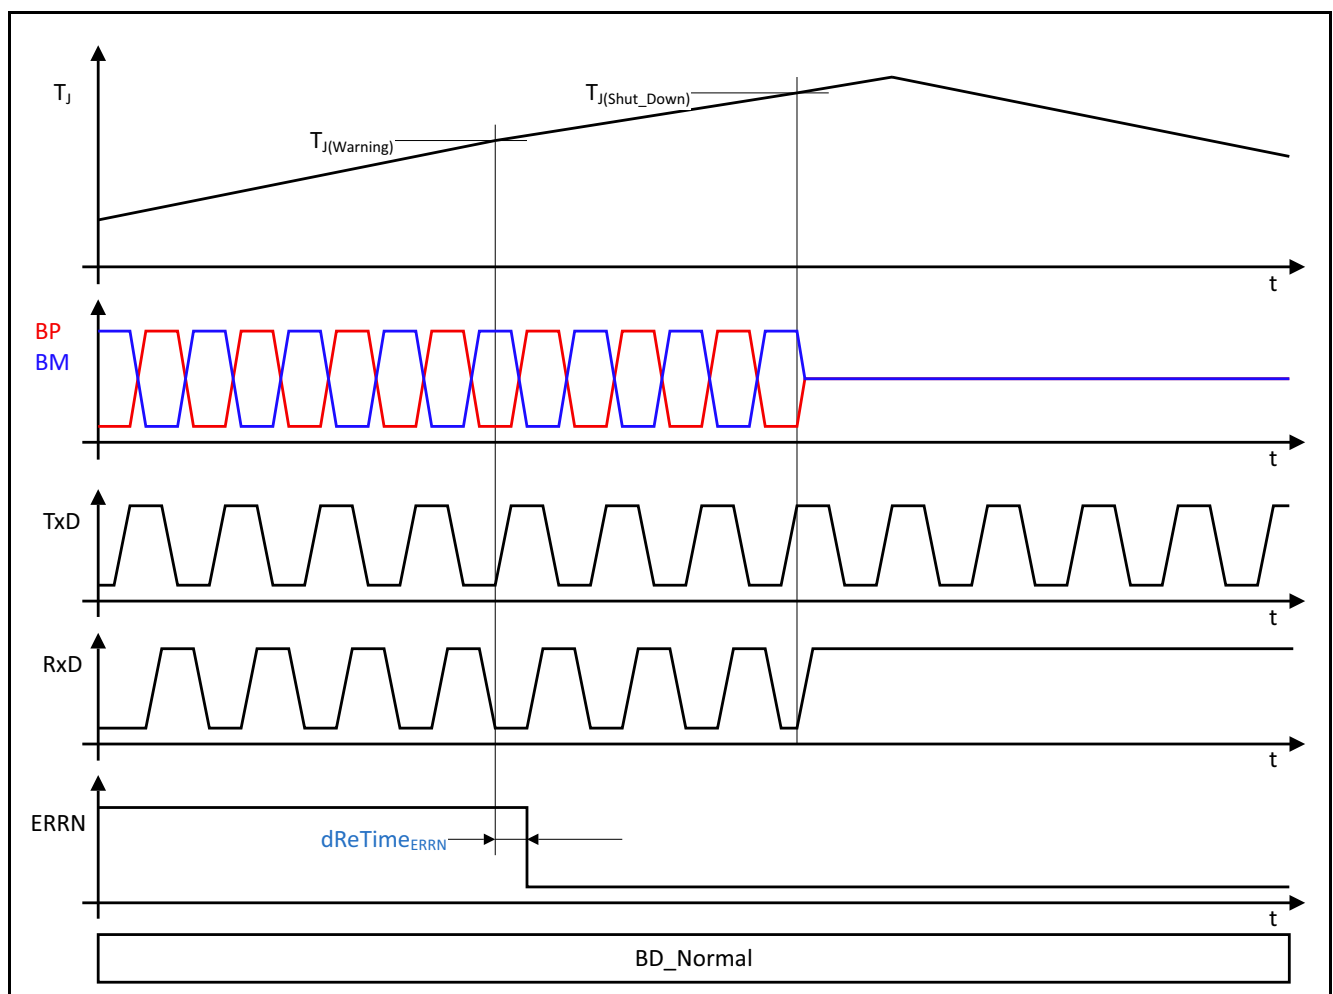 T_J
T_J(Shut_Down)
T_J(Warning)
t
BP
BM
t
TxD
t
RxD
t
ERRN
dReTime_ERRN
t
BD_Normal